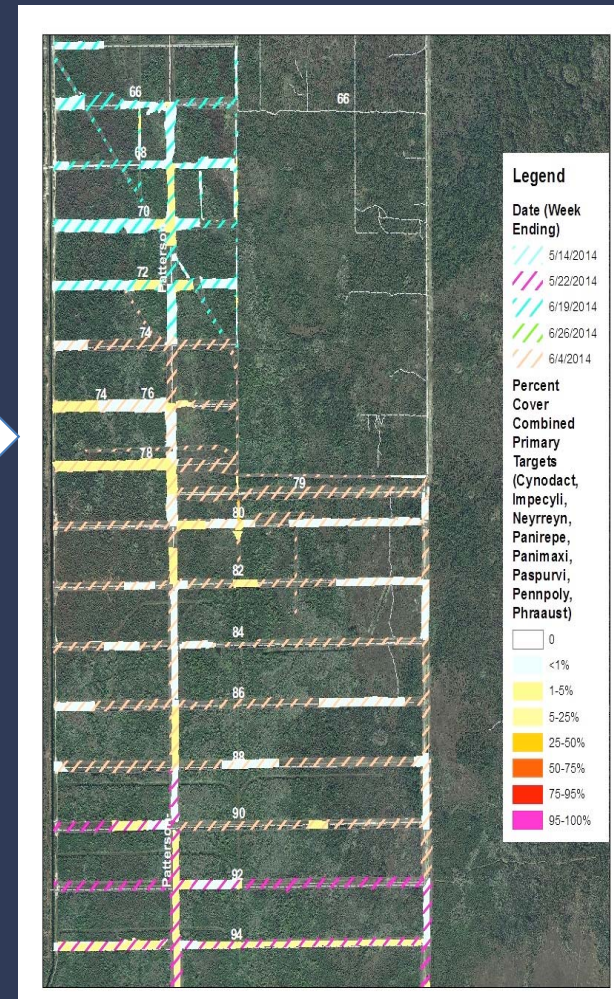 66
66
68
70
Patterson
72
74
74 76
78
79
80
82
84
86
88
90
Patterson
92
94
Legend
Date (Week
Ending)
5/14/2014
5/22/2014
6/19/2014
6/26/2014
6/4/2014
Percent
Cover
Combined
Primary
Targets
(Cynodact,
Impecyli,
Neyrreyn,
Panirepe,
Panimaxi,
Paspurvi,
Pennpoly,
Phraaust)
0
<1%
1-5%
5-25%
25-50%
50-75%
75-95%
95-100%